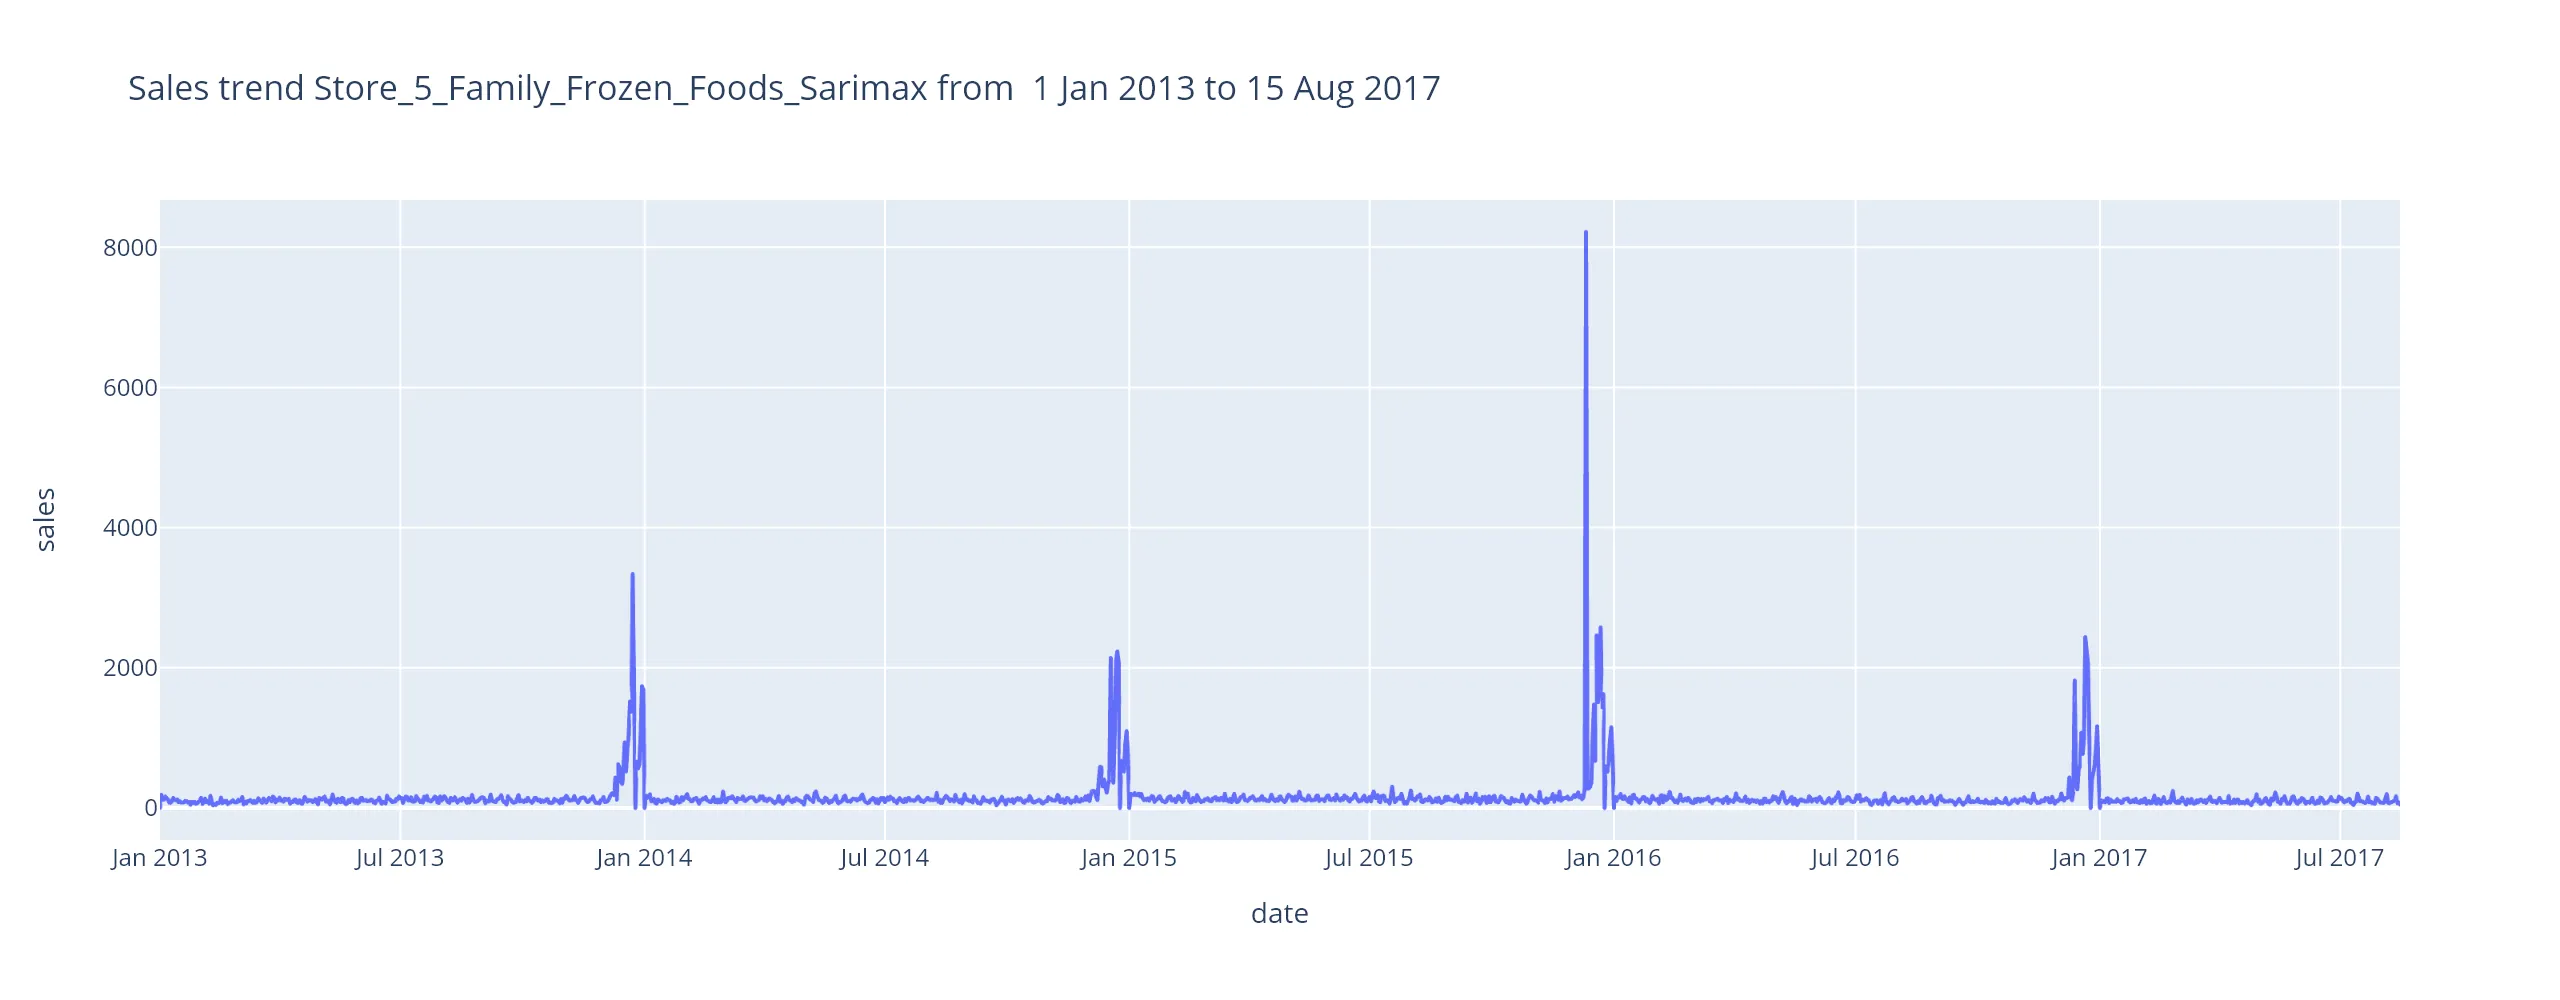 Sales trend Store_5_Family_Frozen_Foods_Sarimax from  1 Jan 2013 to 15 Aug 2017
8000
6000
4000
2000
0
sales
Jan 2013 Jul 2013 Jan 2014 Jul 2014 Jan 2015 Jul 2015 Jan 2016 Jul 2016 Jan 2017 Jul 2017
date